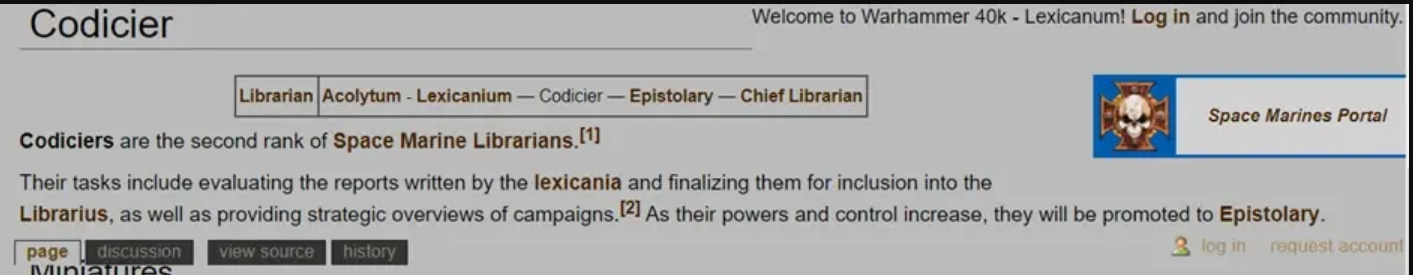 Codicier
Welcome to Warhammer 40k - Lexicanum! Log in and join the community.
Librarian Acolytum - Lexicanium — Codicier — Epistolary — Chief Librarian
Space Marines Portal
Codiciers are the second rank of Space Marine Librarians.[1]
Their tasks include evaluating the reports written by the lexicania and finalizing them for inclusion into the
Librarius, as well as providing strategic overviews of campaigns.[2] As their powers and control increase, they will be promoted to Epistolary.
page discussion view source history
log in request account
Miniatures